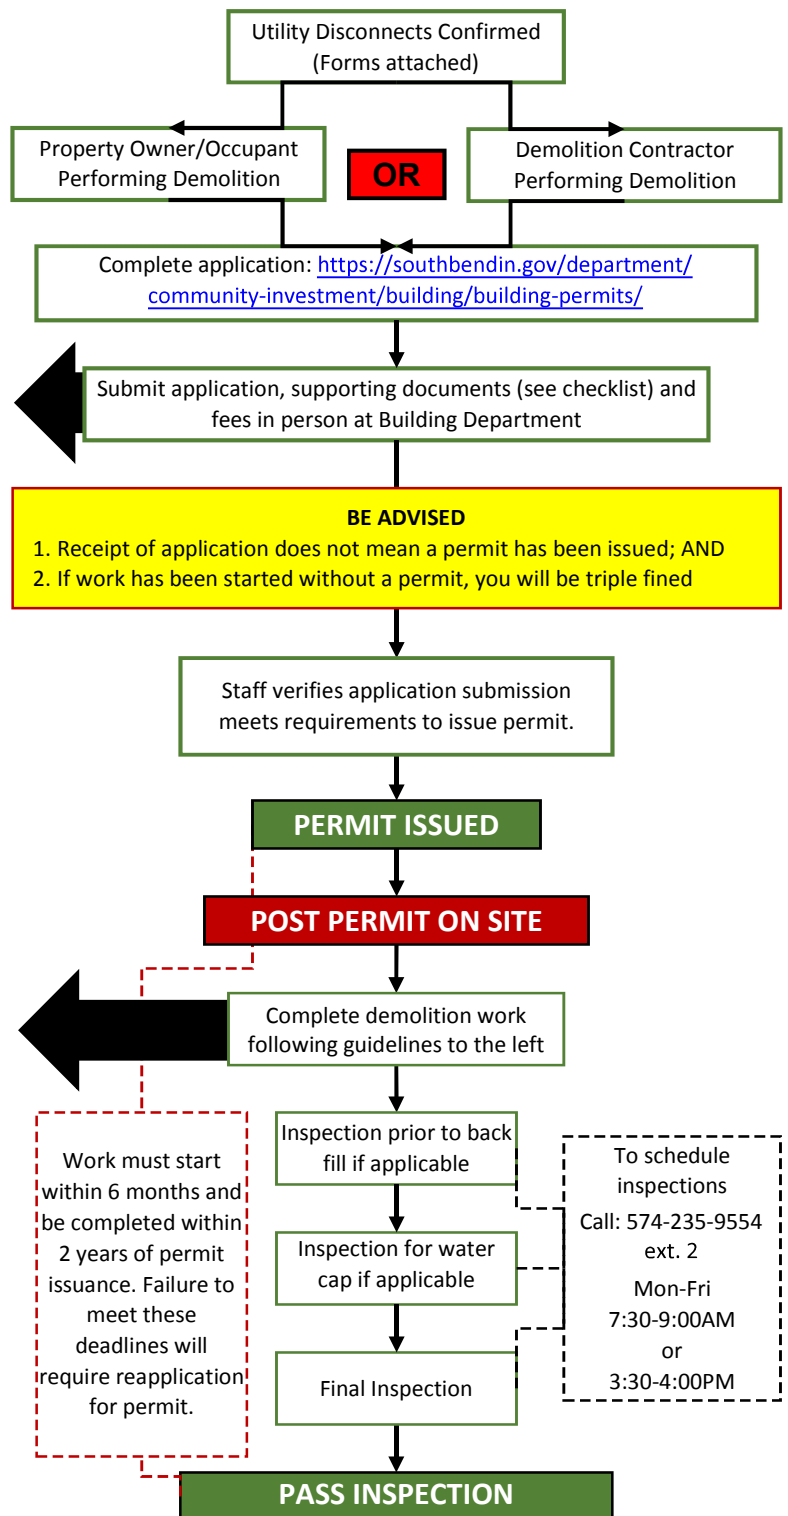 Utility Disconnects Confirmed
(Forms attached)
Property Owner/Occupant
Performing Demolition
OR
Demolition Contractor
Performing Demolition
Complete application: https://southbendin.gov/department/
community-investment/building/building-permits/
Submit application, supporting documents (see checklist) and
fees in person at Building Department
BE ADVISED
1. Receipt of application does not mean a permit has been issued; AND
2. If work has been started without a permit, you will be triple fined
Staff verifies application submission
meets requirements to issue permit.
PERMIT ISSUED
POST PERMIT ON SITE
Complete demolition work
following guidelines to the left
Work must start
within 6 months and
be completed within
2 years of permit
issuance. Failure to
meet these
deadlines will
require reapplication
for permit.
Inspection prior to back
fill if applicable
Inspection for water
cap if applicable
Final Inspection
To schedule
inspections
Call: 574-235-9554
ext. 2
Mon-Fri
7:30-9:00AM
or
3:30-4:00PM
PASS INSPECTION